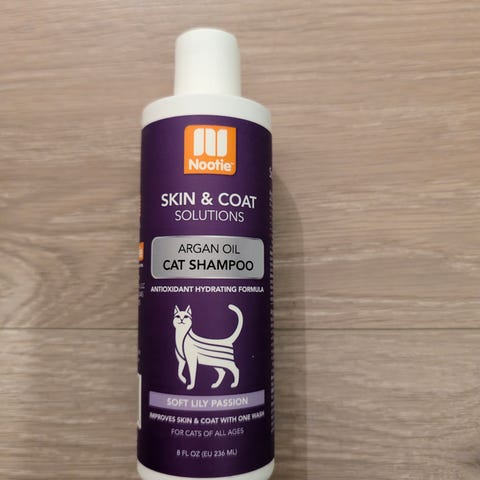 Nootie™
SKIN & COAT
SOLUTIONS
ARGAN OIL
CAT SHAMPOO
ANTIOXIDANT HYDRATING FORMULA
SOFT LILY PASSION
IMPROVES SKIN & COAT WITH ONE WASH
FOR CATS OF ALL AGES
8 FL OZ (EU 236 ML)